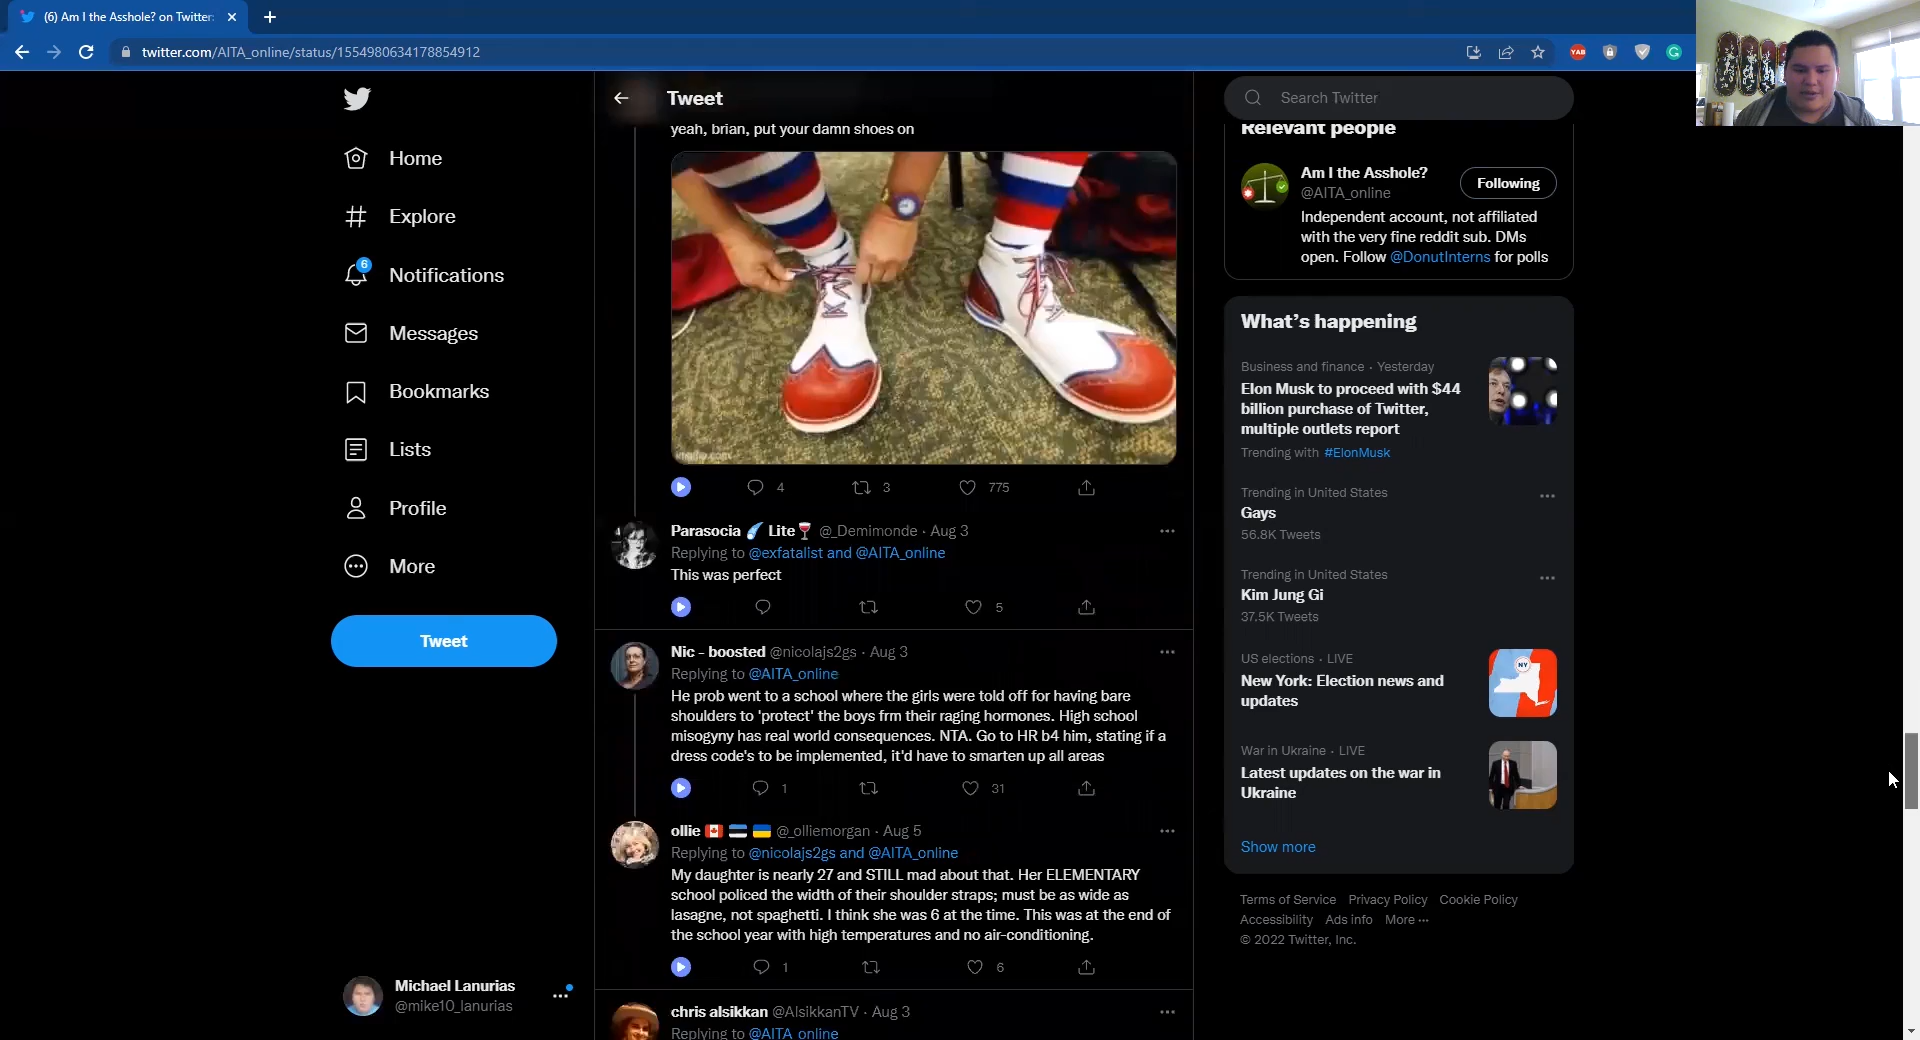 (6) Am I the Asshole? on Twitter:
twitter.com/AITA_online/status/1554980634178854912
YAB
Home
Explore
6
Notifications
Messages
Bookmarks
Lists
Profile
More
Tweet
Michael Lanurias
@mike10_lanurias
Tweet
yeah, brian, put your damn shoes on
imgflip.com
4
3
775
Parasocia Lite @_Demimonde · Aug 3
Replying to @exfatalist and @AITA_online
This was perfect
5
Nic - boosted @nicolajs2gs · Aug 3
Replying to @AITA_online
He prob went to a school where the girls were told off for having bare
shoulders to 'protect' the boys frm their raging hormones. High school
misogyny has real world consequences. NTA. Go to HR b4 him, stating if a
dress code's to be implemented, it'd have to smarten up all areas
1
31
ollie @_olliemorgan · Aug 5
Replying to @nicolajs2gs and @AITA_online
My daughter is nearly 27 and STILL mad about that. Her ELEMENTARY
school policed the width of their shoulder straps; must be as wide as
lasagne, not spaghetti. I think she was 6 at the time. This was at the end of
the school year with high temperatures and no air-conditioning.
1
6
chris alsikkan @AlsikkanTV · Aug 3
Replying to @AITA_online
Search Twitter
Relevant people
Am I the Asshole?
@AITA_online
Following
Independent account, not affiliated
with the very fine reddit sub. DMs
open. Follow @DonutInterns for polls
What's happening
Business and finance · Yesterday
Elon Musk to proceed with $44
billion purchase of Twitter,
multiple outlets report
Trending with #ElonMusk
Trending in United States
Gays
56.8K Tweets
Trending in United States
Kim Jung Gi
37.5K Tweets
US elections · LIVE
New York: Election news and
updates
NY
War in Ukraine · LIVE
Latest updates on the war in
Ukraine
Show more
Terms of Service Privacy Policy Cookie Policy
Accessibility Ads info More ···
© 2022 Twitter, Inc.